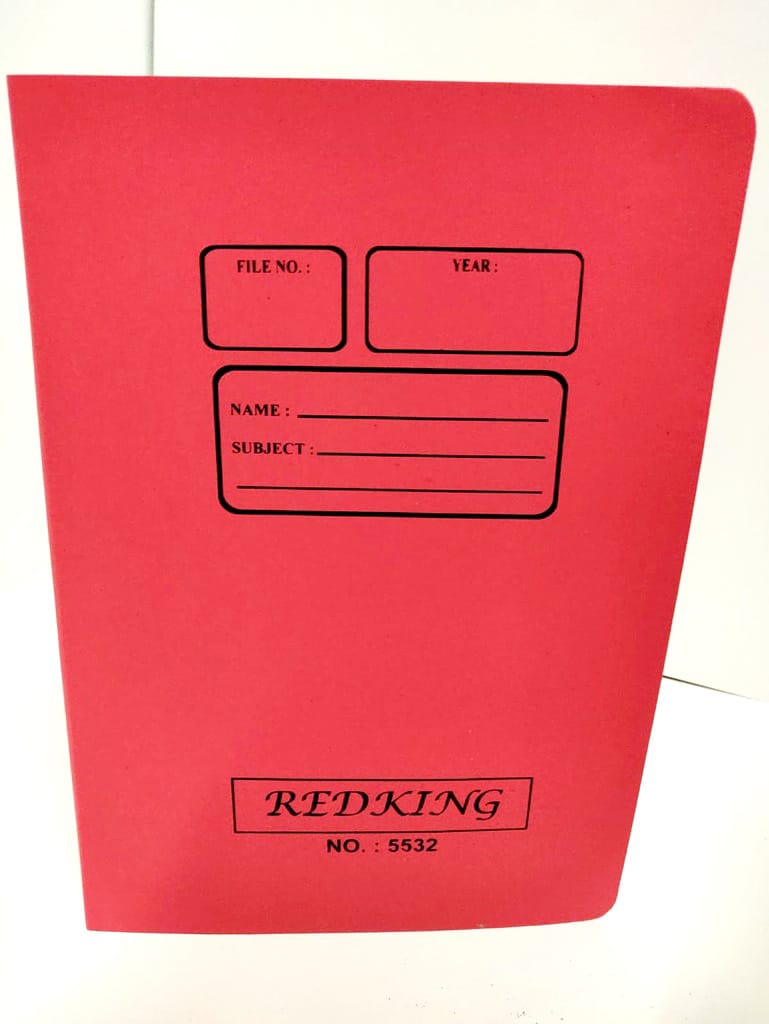 FILE NO. :
YEAR :
NAME :
SUBJECT :
REDKING
NO. : 5532